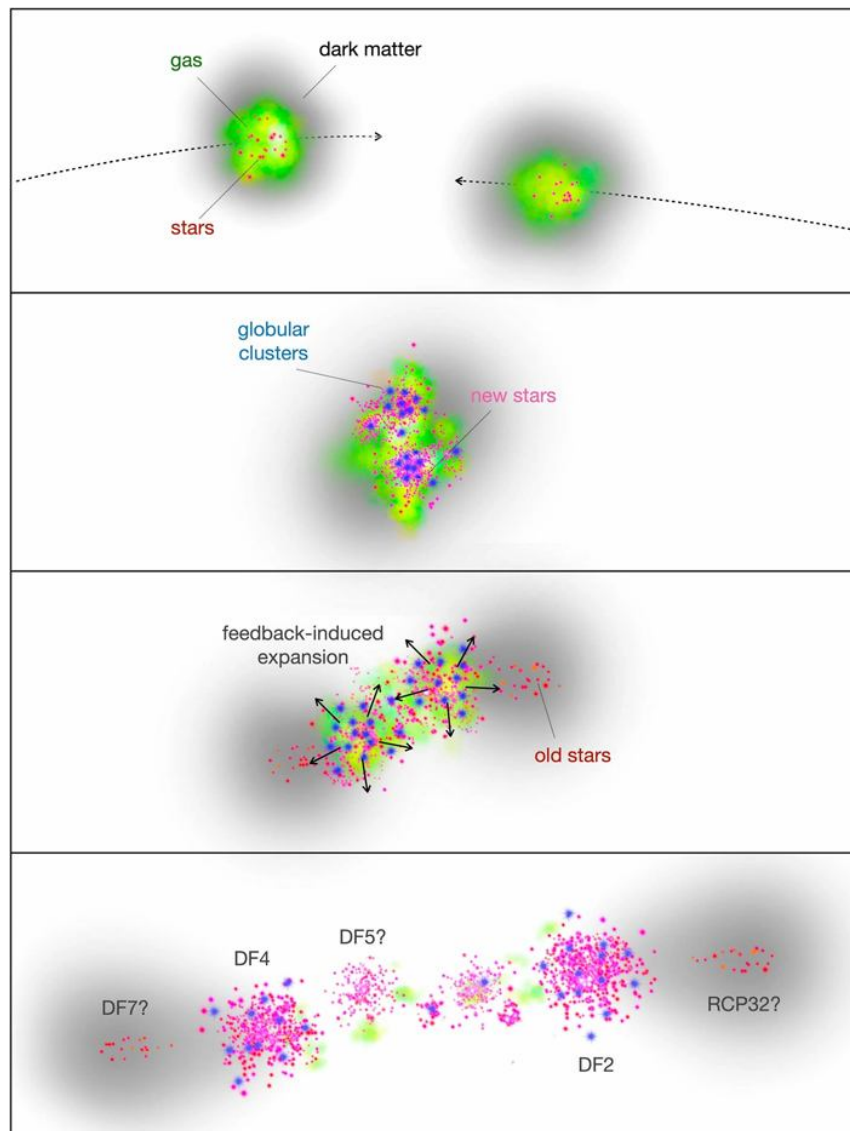 dark matter
gas
stars
globular
clusters
new stars
feedback-induced
expansion
old stars
DF5?
DF4
DF7?
RCP32?
DF2